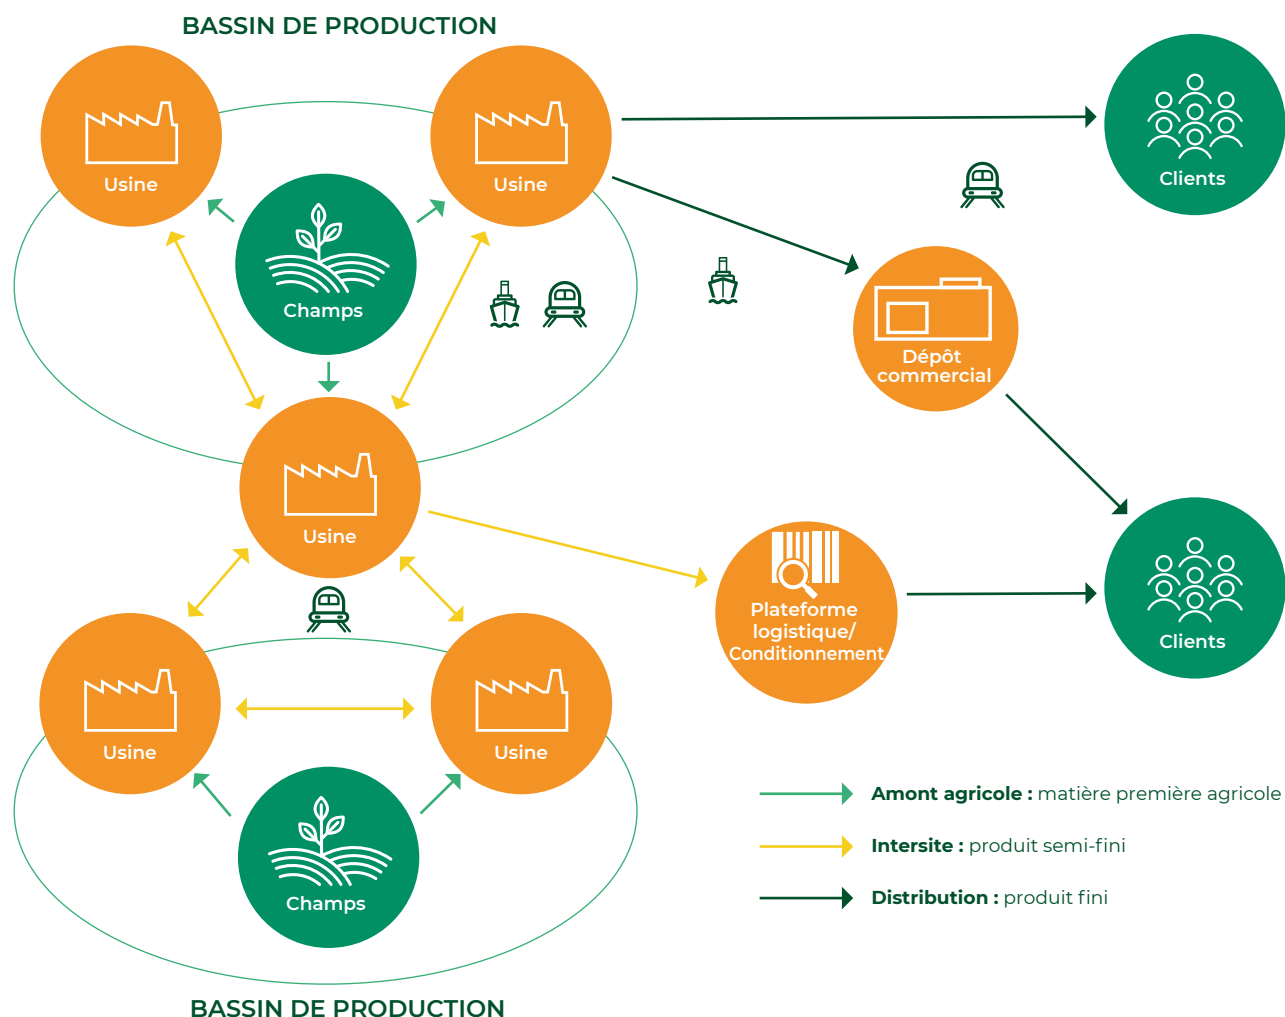 BASSIN DE PRODUCTION
Usine
Usine
Clients
Champs
Dépôt
commercial
Usine
Plateforme
logistique/
Conditionnement
Clients
Usine
Usine
Champs
Amont agricole : matière première agricole
Intersite : produit semi-fini
Distribution : produit fini
BASSIN DE PRODUCTION